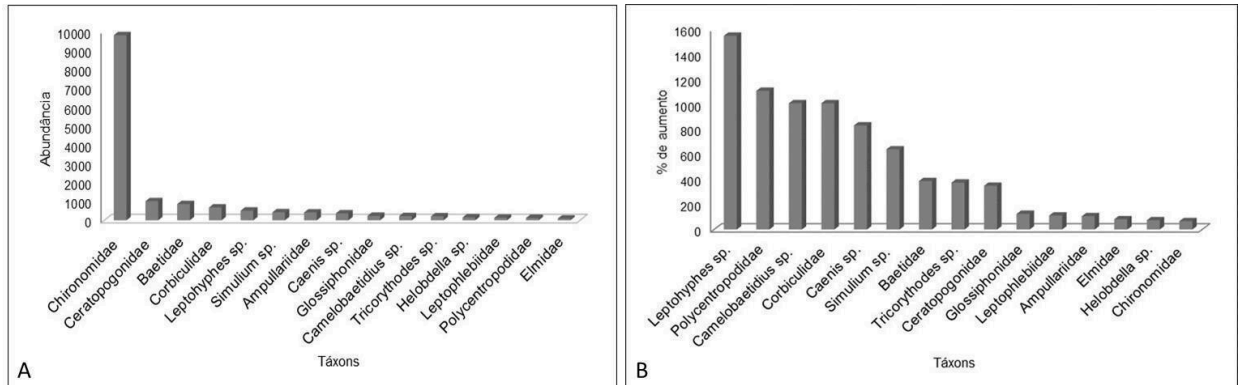 10000
9000
8000
7000
6000
5000
4000
3000
2000
1000
0
Abundância
Chironomidae
Ceratopogonidae
Baetidae
Corbiculidae
Leptohyphes sp.
Simulium sp.
Ampullariidae
Caenis sp.
Glossiphonidae
Camelobaetidius sp.
Tricorythodes sp.
Helobdella sp.
Leptophlebiidae
Polycentropodidae
Elmidae
Táxons
A
1600
1400
1200
1000
800
600
400
200
0
% de aumento
Leptohyphes sp.
Polycentropodidae
Camelobaetidius sp.
Corbiculidae
Caenis sp.
Simulium sp.
Baetidae
Tricorythodes sp.
Ceratopogonidae
Glossiphonidae
Leptophlebiidae
Ampullariidae
Elmidae
Helobdella sp.
Chironomidae
Táxons
B